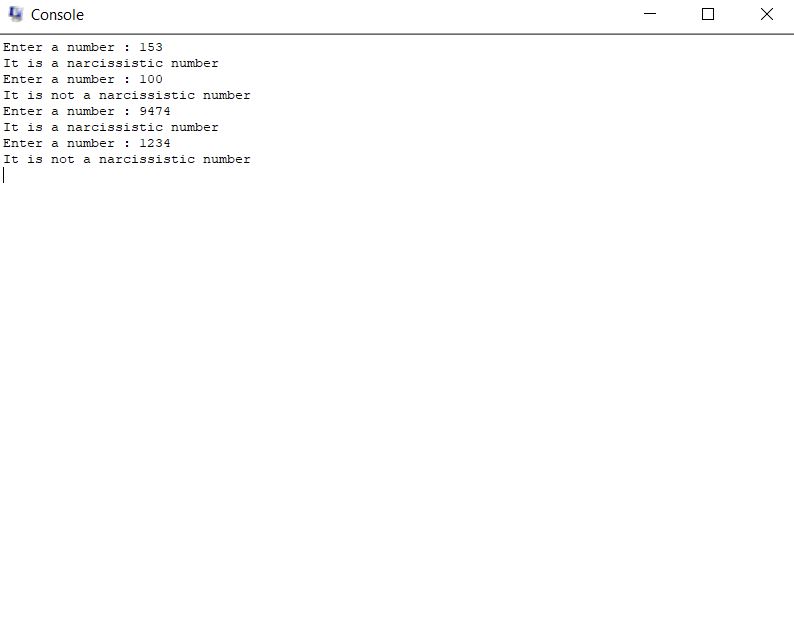 Console
Enter a number : 153
It is a narcissistic number
Enter a number : 100
It is not a narcissistic number
Enter a number : 9474
It is a narcissistic number
Enter a number : 1234
It is not a narcissistic number